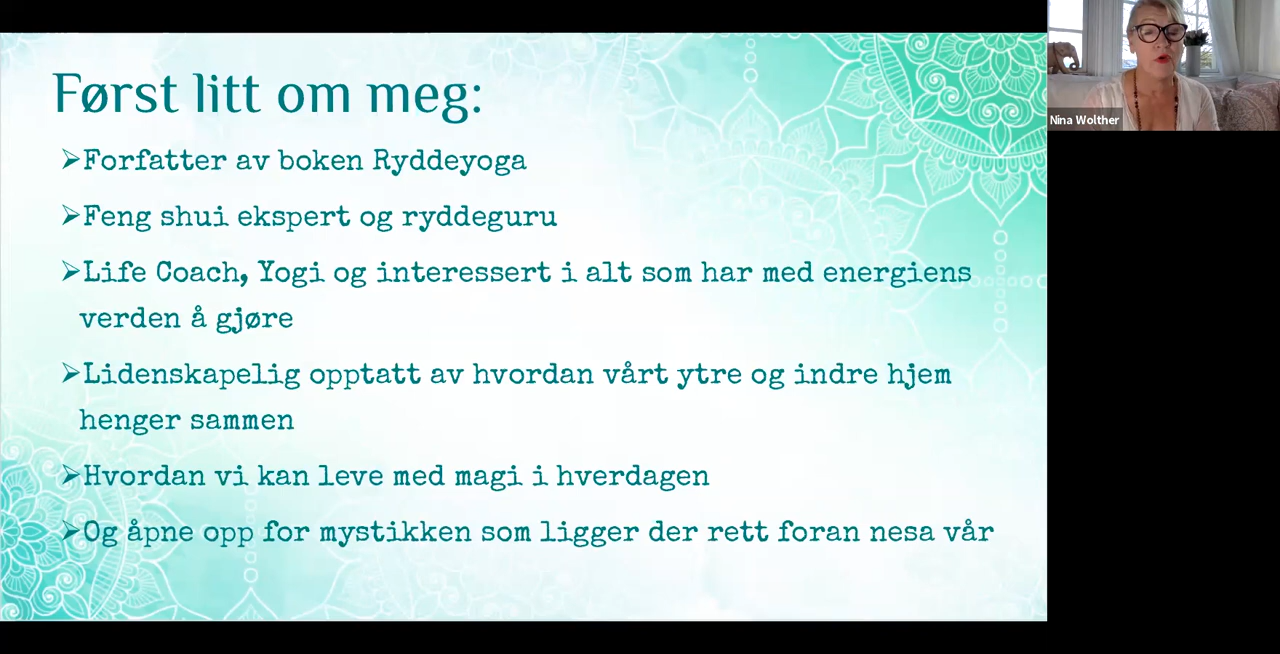 Først litt om meg:
➢Forfatter av boken Ryddeyoga
➢Feng shui ekspert og ryddeguru
➢Life Coach, Yogi og interessert i alt som har med energiens
verden å gjøre
➢Lidenskapelig opptatt av hvordan vårt ytre og indre hjem
henger sammen
➢Hvordan vi kan leve med magi i hverdagen
➢Og åpne opp for mystikken som ligger der rett foran nesa vår
Nina Wolther